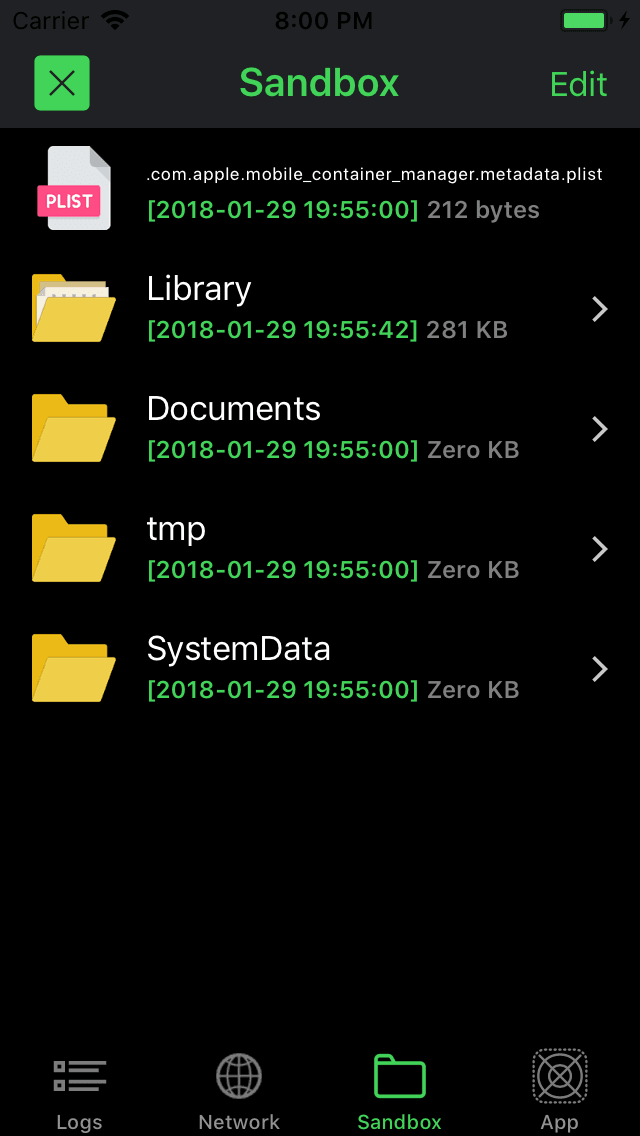 Carrier 8:00 PM
Sandbox Edit
.com.apple.mobile_container_manager.metadata.plist
PLIST
[2018-01-29 19:55:00] 212 bytes
Library
[2018-01-29 19:55:42] 281 KB
Documents
[2018-01-29 19:55:00] Zero KB
tmp
[2018-01-29 19:55:00] Zero KB
SystemData
[2018-01-29 19:55:00] Zero KB
Logs Network Sandbox App